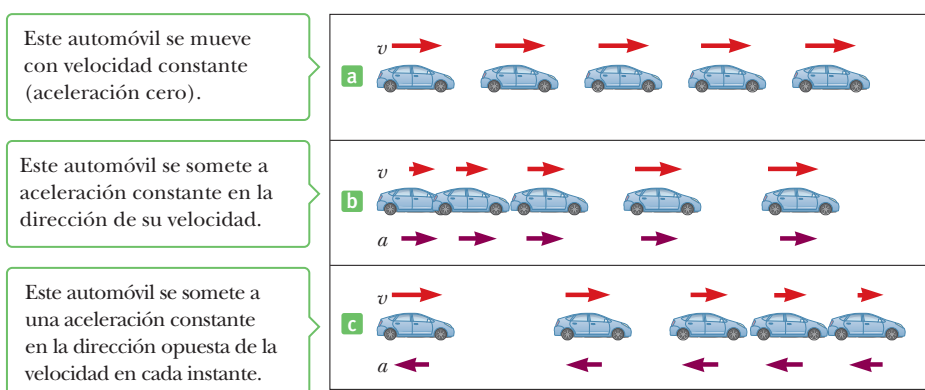 Este automóvil se mueve
con velocidad constante
(aceleración cero).
v
a
Este automóvil se somete a
aceleración constante en la
dirección de su velocidad.
v
b
a
Este automóvil se somete a
una aceleración constante
en la dirección opuesta de la
velocidad en cada instante.
v
c
a